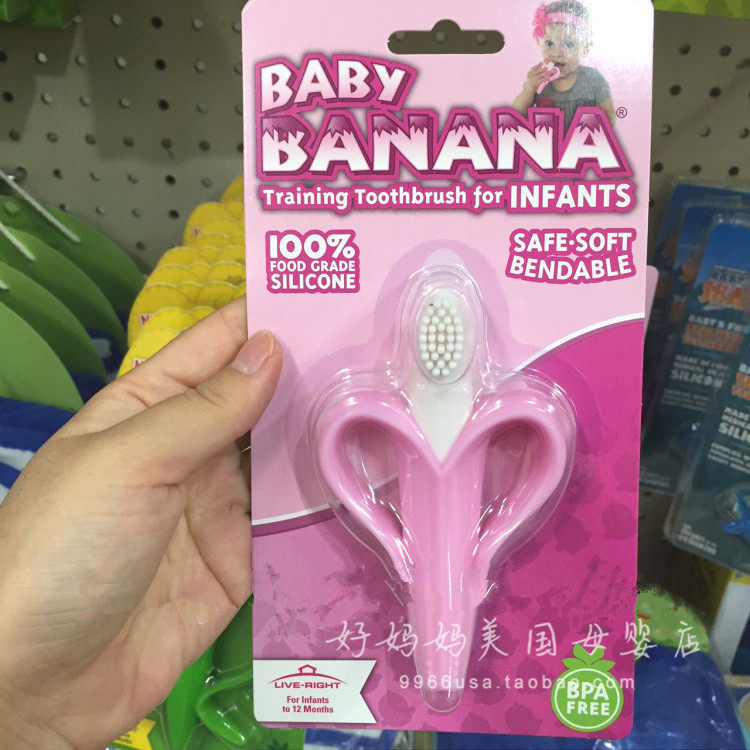 BABY
BANANA®
Training Toothbrush for INFANTS
100%
FOOD GRADE
SILICONE
SAFE•SOFT
BENDABLE
SILICON
好妈妈美国母婴店
9966usa.taobao.com
LIVE-RIGHT
For Infants
to 12 Months
BPA
FREE